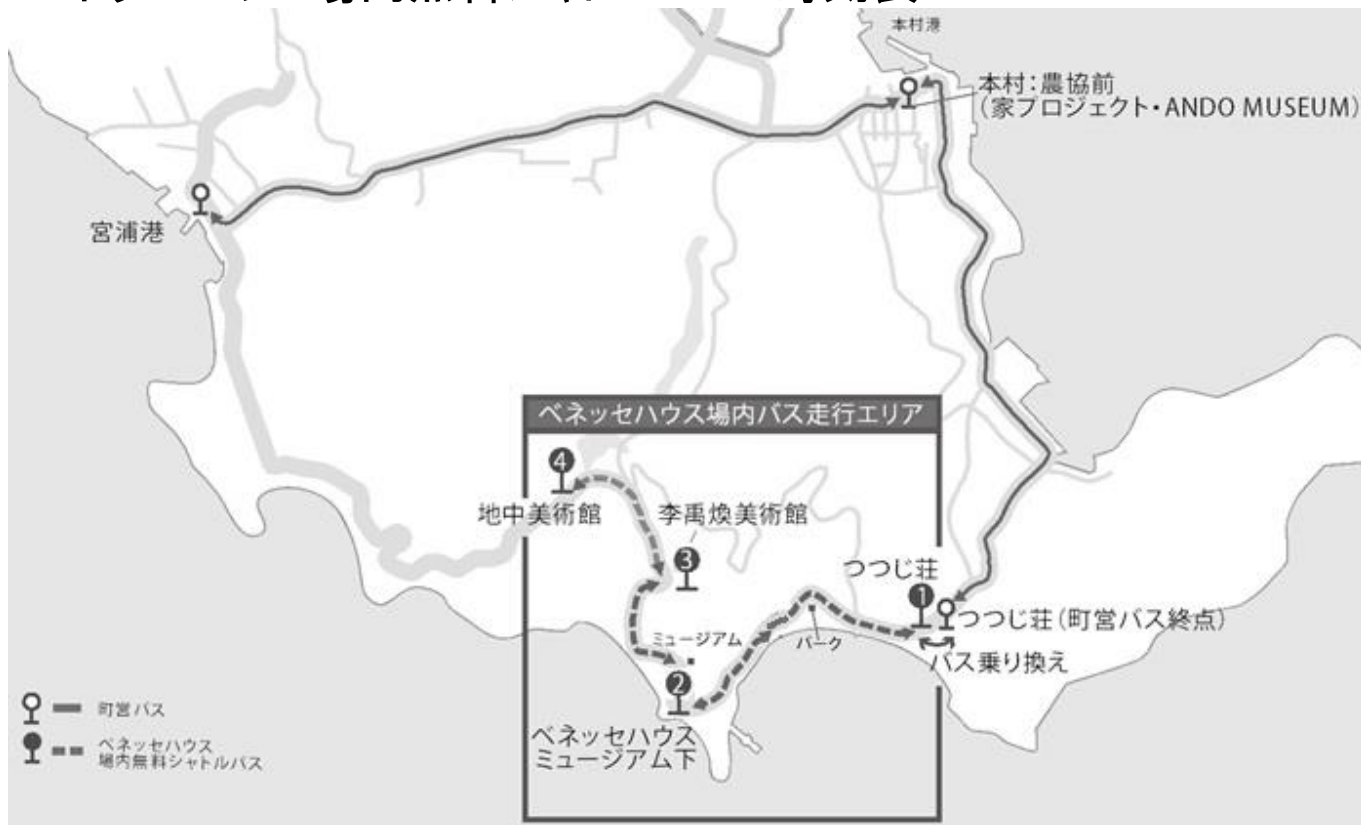 本村港
本村：農協前
（家プロジェクト・ANDO MUSEUM）
宮浦港
ベネッセハウス場内バス走行エリア
4
地中美術館
李禹煥美術館
3
つつじ荘
1
つつじ荘（町営バス終点）
バス乗り換え
ミュージアム
パーク
2
ベネッセハウス
ミュージアム下
町営バス
ベネッセハウス
場内無料シャトルバス